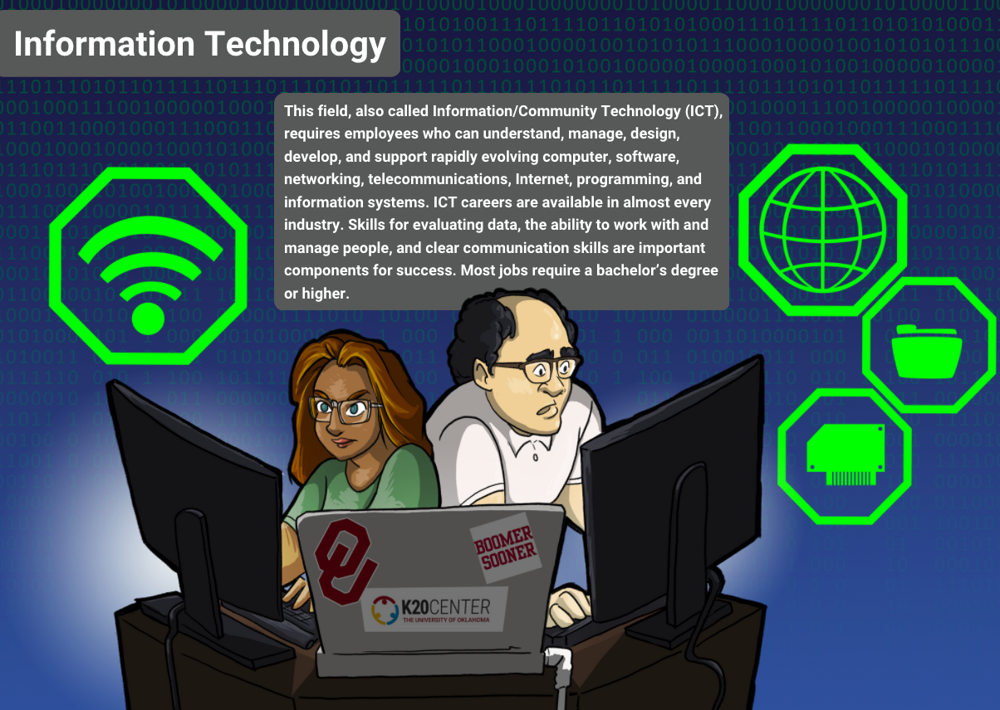 Information Technology
This field, also called Information/Community Technology (ICT),
requires employees who can understand, manage, design,
develop, and support rapidly evolving computer, software,
networking, telecommunications, Internet, programming, and
information systems. ICT careers are available in almost every
industry. Skills for evaluating data, the ability to work with and
manage people, and clear communication skills are important
components for success. Most jobs require a bachelor’s degree
or higher.
OU
BOOMER
SOONER
K20CENTER
THE UNIVERSITY OF OKLAHOMA